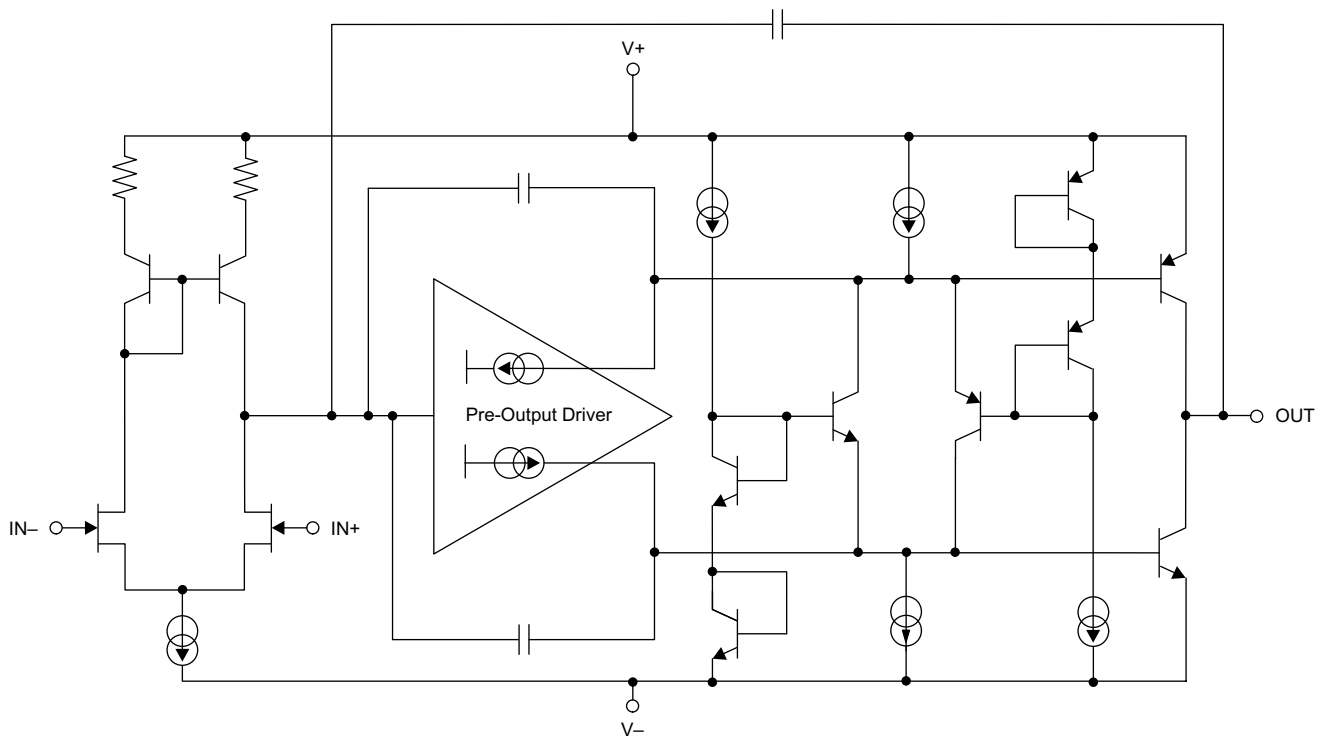 V+
Pre-Output Driver
OUT
IN–
IN+
V–